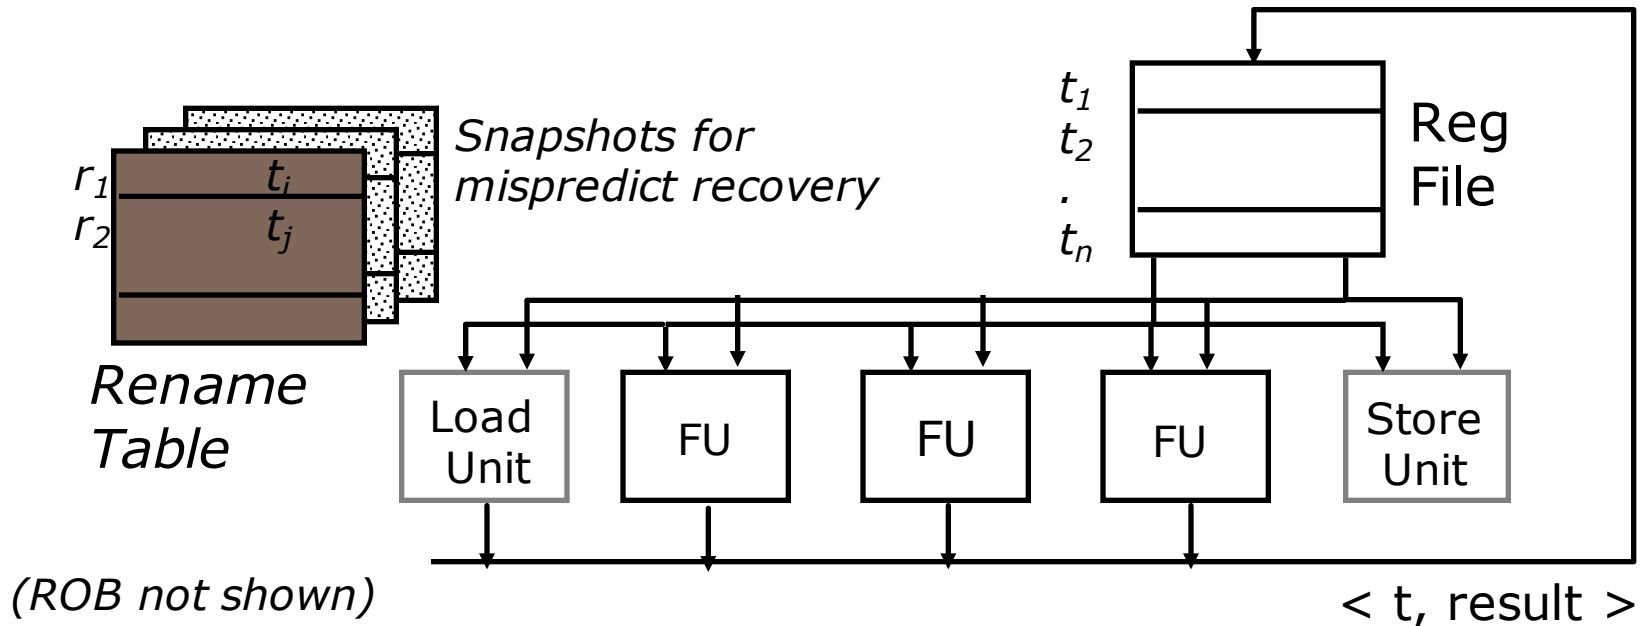 t1
t2
.
tn
Reg
File
Snapshots for
mispredict recovery
r1 ti
r2 tj
Rename
Table
Load
Unit
FU
FU
FU
Store
Unit
(ROB not shown)
< t, result >